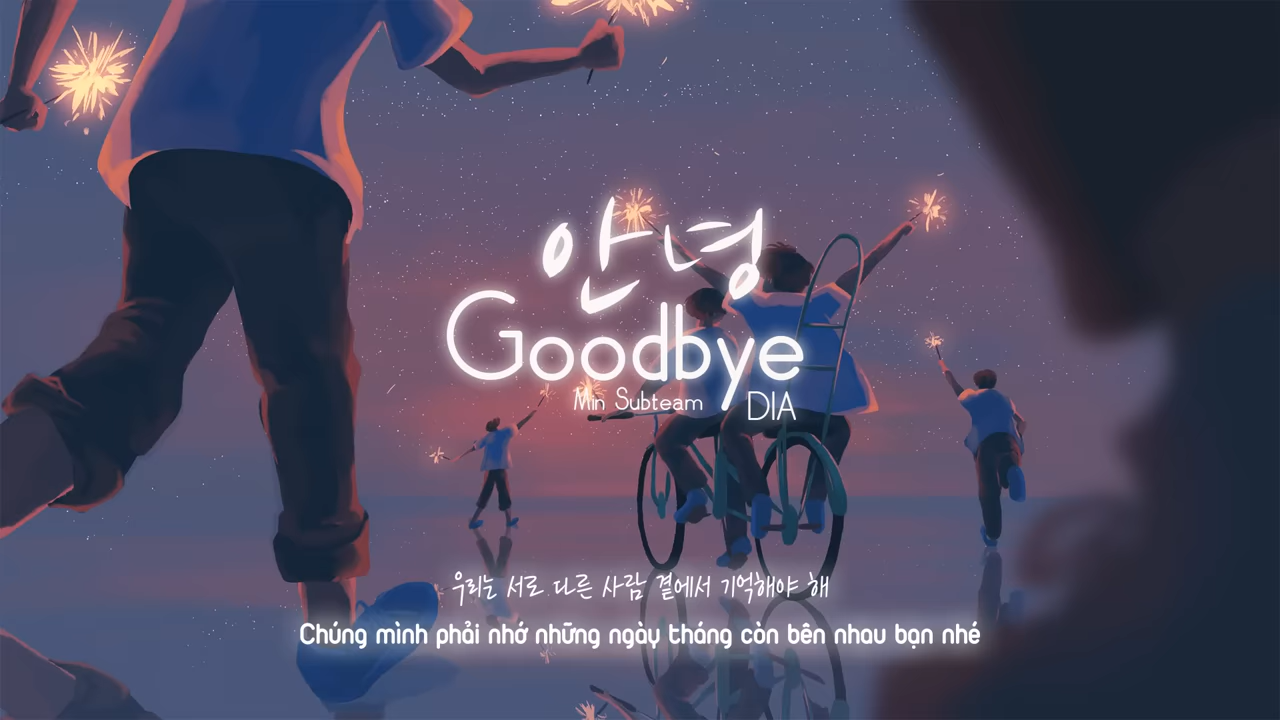 안녕
Goodbye
Min Subteam DIA
우리는 서로 다른 사람 곁에서 기억해야 해
Chúng mình phải nhớ những ngày tháng còn bên nhau bạn nhé